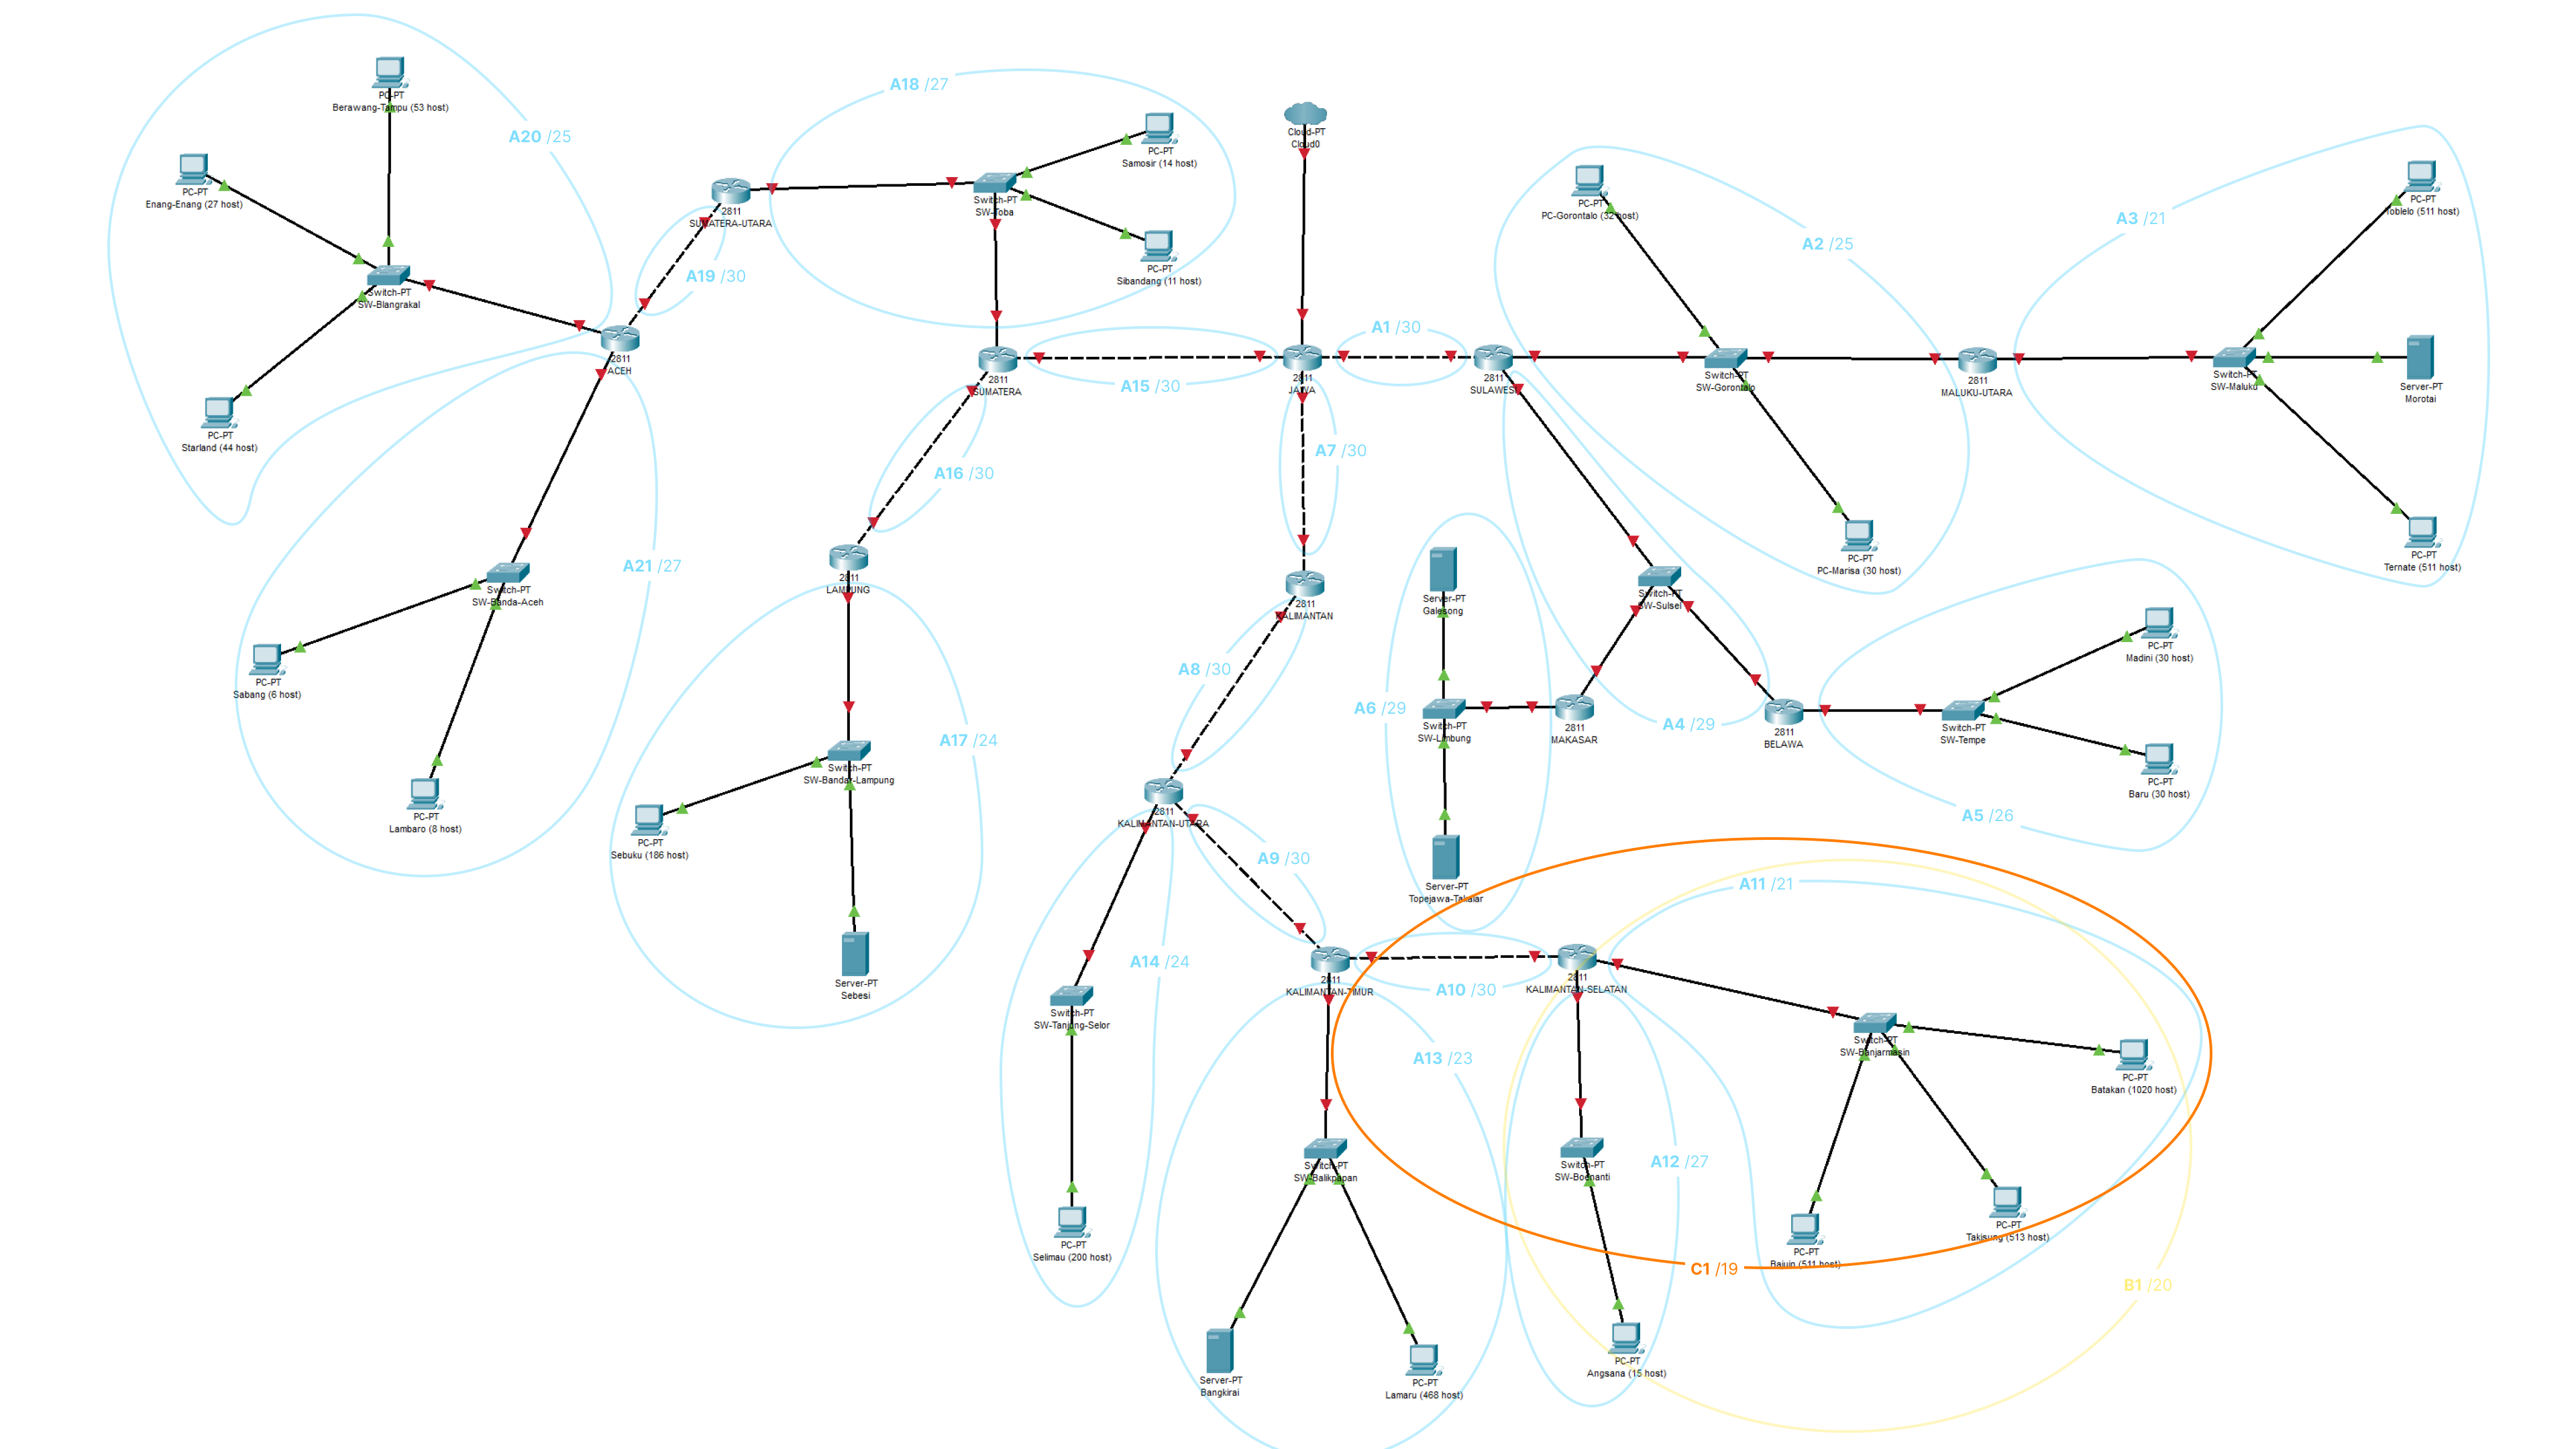 PC-PT
Berawang-Tampu (53 host)
A20 /25
PC-PT
Enang-Enang (27 host)
Switch-PT
SW-Blangrakal
PC-PT
Starland (44 host)
2811
ACEH
A19 /30
2811
SUMATERA-UTARA
A18 /27
Switch-PT
SW-Toba
PC-PT
Samosir (14 host)
PC-PT
Sibandang (11 host)
Cloud-PT
Cloud0
2811
SUMATERA
A15 /30
2811
JAWA
A1 /30
2811
SULAWESI
PC-PT
PC-Gorontalo (32 host)
A2 /25
Switch-PT
SW-Gorontalo
PC-PT
PC-Marisa (30 host)
2811
MALUKU-UTARA
A3 /21
Switch-PT
SW-Maluku
PC-PT
Toblelo (511 host)
Server-PT
Morotai
PC-PT
Ternate (511 host)
A21 /27
Switch-PT
SW-Banda-Aceh
PC-PT
Sabang (6 host)
PC-PT
Lambaro (8 host)
A16 /30
2811
LAMPUNG
A17 /24
Switch-PT
SW-Bandar-Lampung
PC-PT
Sebuku (186 host)
Server-PT
Sebesi
A7 /30
2811
KALIMANTAN
A8 /30
2811
KALIMANTAN-UTARA
A9 /30
A14 /24
Switch-PT
SW-Tanjung-Selor
PC-PT
Selimau (200 host)
Server-PT
Galesong
A6 /29
Switch-PT
SW-Limbung
Server-PT
Topejawa-Takalar
2811
MAKASAR
Switch-PT
SW-Sulsel
A4 /29
2811
BELAWA
A5 /26
Switch-PT
SW-Tempe
PC-PT
Madini (30 host)
PC-PT
Baru (30 host)
2811
KALIMANTAN-TIMUR
A10 /30
2811
KALIMANTAN-SELATAN
A11 /21
A13 /23
Switch-PT
SW-Balikpapan
Server-PT
Bangkirai
PC-PT
Lamaru (468 host)
A12 /27
Switch-PT
SW-Boenanti
PC-PT
Angsana (15 host)
Switch-PT
SW-Banjarmasin
PC-PT
Batakan (1020 host)
PC-PT
Takisung (513 host)
PC-PT
Bajuin (511 host)
C1 /19
B1 /20